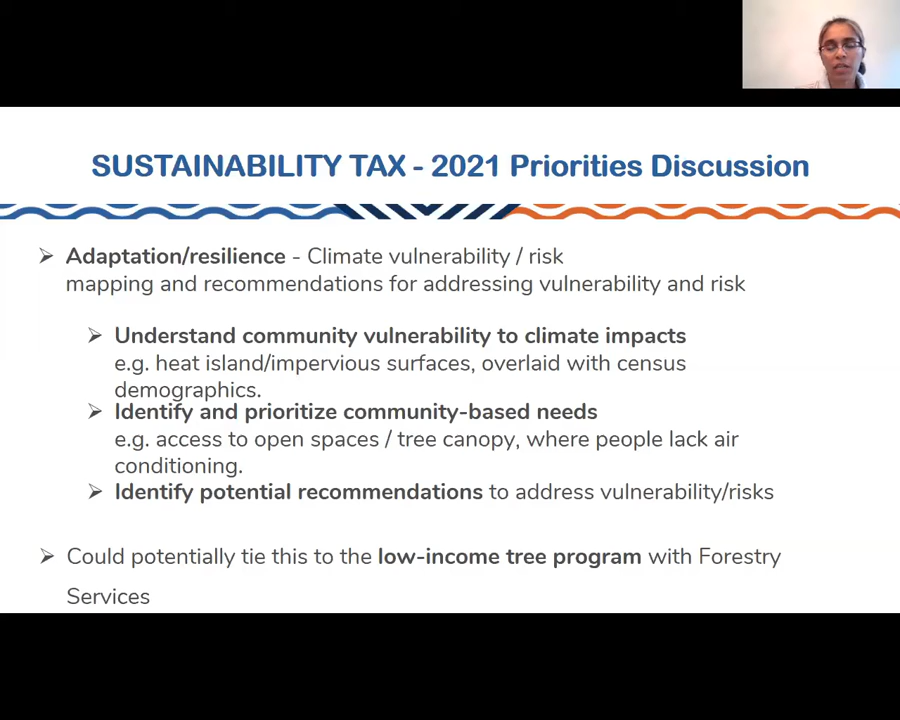 SUSTAINABILITY TAX - 2021 Priorities Discussion
➢ Adaptation/resilience - Climate vulnerability / risk
mapping and recommendations for addressing vulnerability and risk
➢ Understand community vulnerability to climate impacts
e.g. heat island/impervious surfaces, overlaid with census
demographics.
➢ Identify and prioritize community-based needs
e.g. access to open spaces / tree canopy, where people lack air
conditioning.
➢ Identify potential recommendations to address vulnerability/risks
➢ Could potentially tie this to the low-income tree program with Forestry
Services